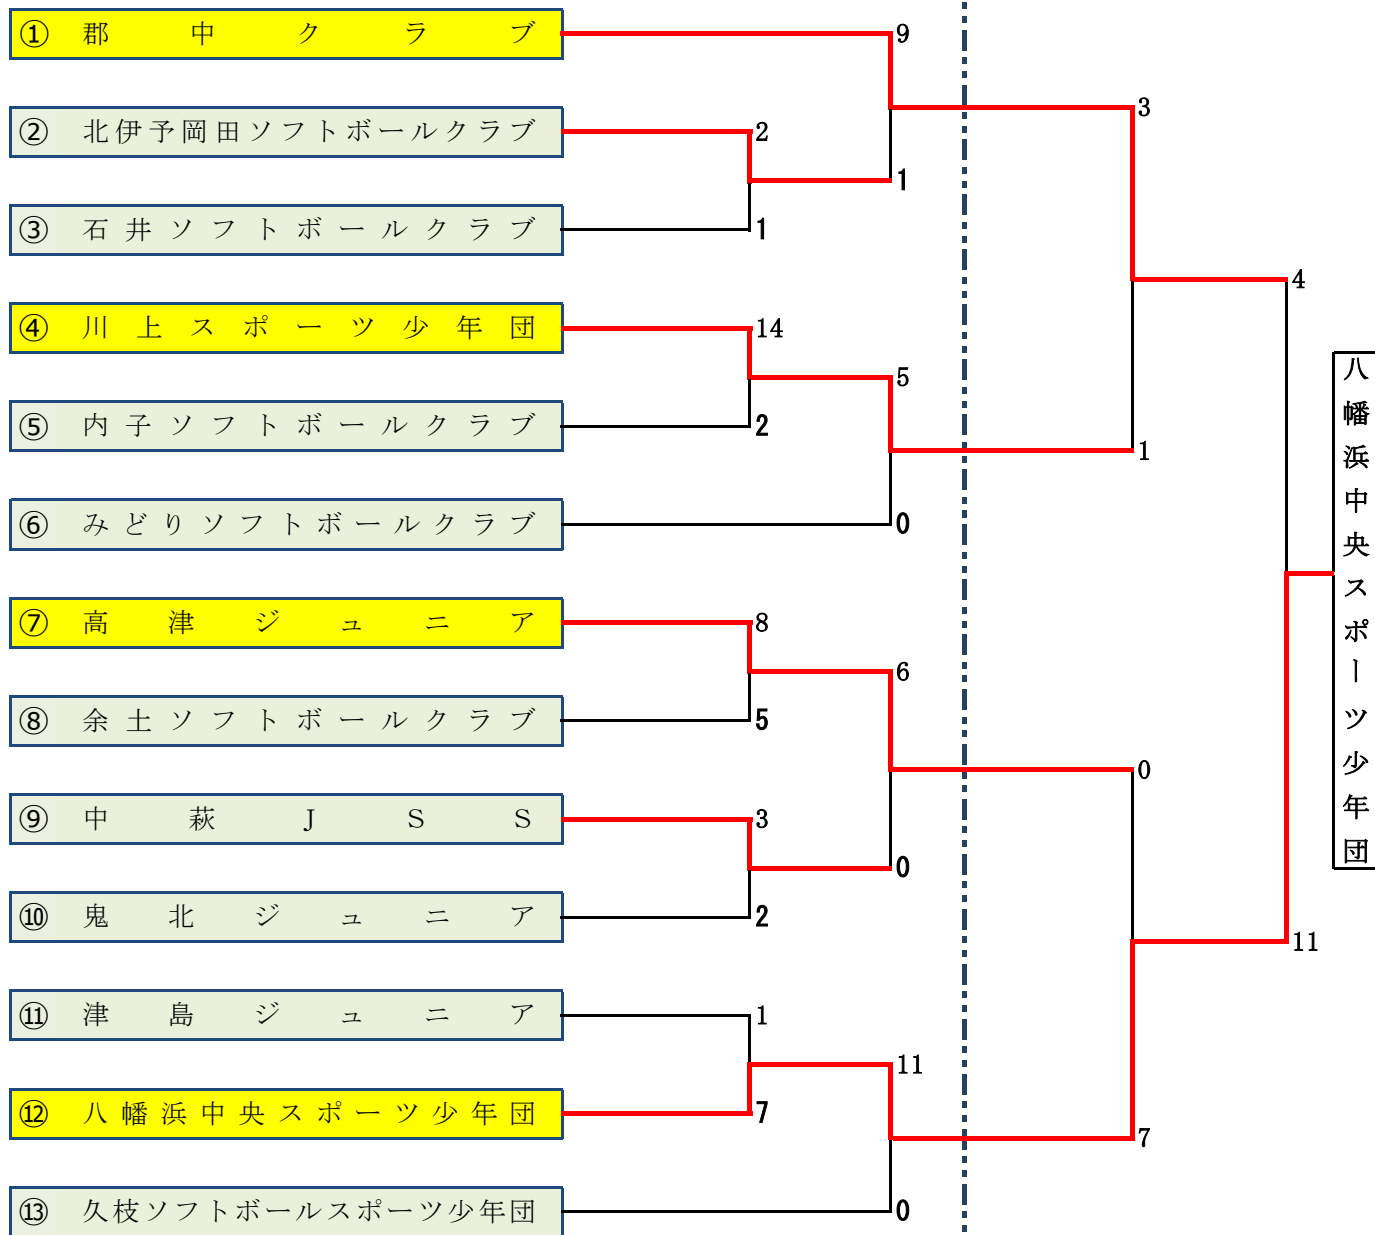 ① 郡中クラブ
9
3
② 北伊予岡田ソフトボールクラブ
2
1
③ 石井ソフトボールクラブ
1
4
④ 川上スポーツ少年団
14
5
⑤ 内子ソフトボールクラブ
2
1
⑥ みどりソフトボールクラブ
0
八幡浜中央スポーツ少年団
⑦ 高津ジュニア
8
6
⑧ 余土ソフトボールクラブ
5
0
⑨ 中萩JSS
3
0
⑩ 鬼北ジュニア
2
11
⑪ 津島ジュニア
1
11
⑫ 八幡浜中央スポーツ少年団
7
7
⑬ 久枝ソフトボールスポーツ少年団
0